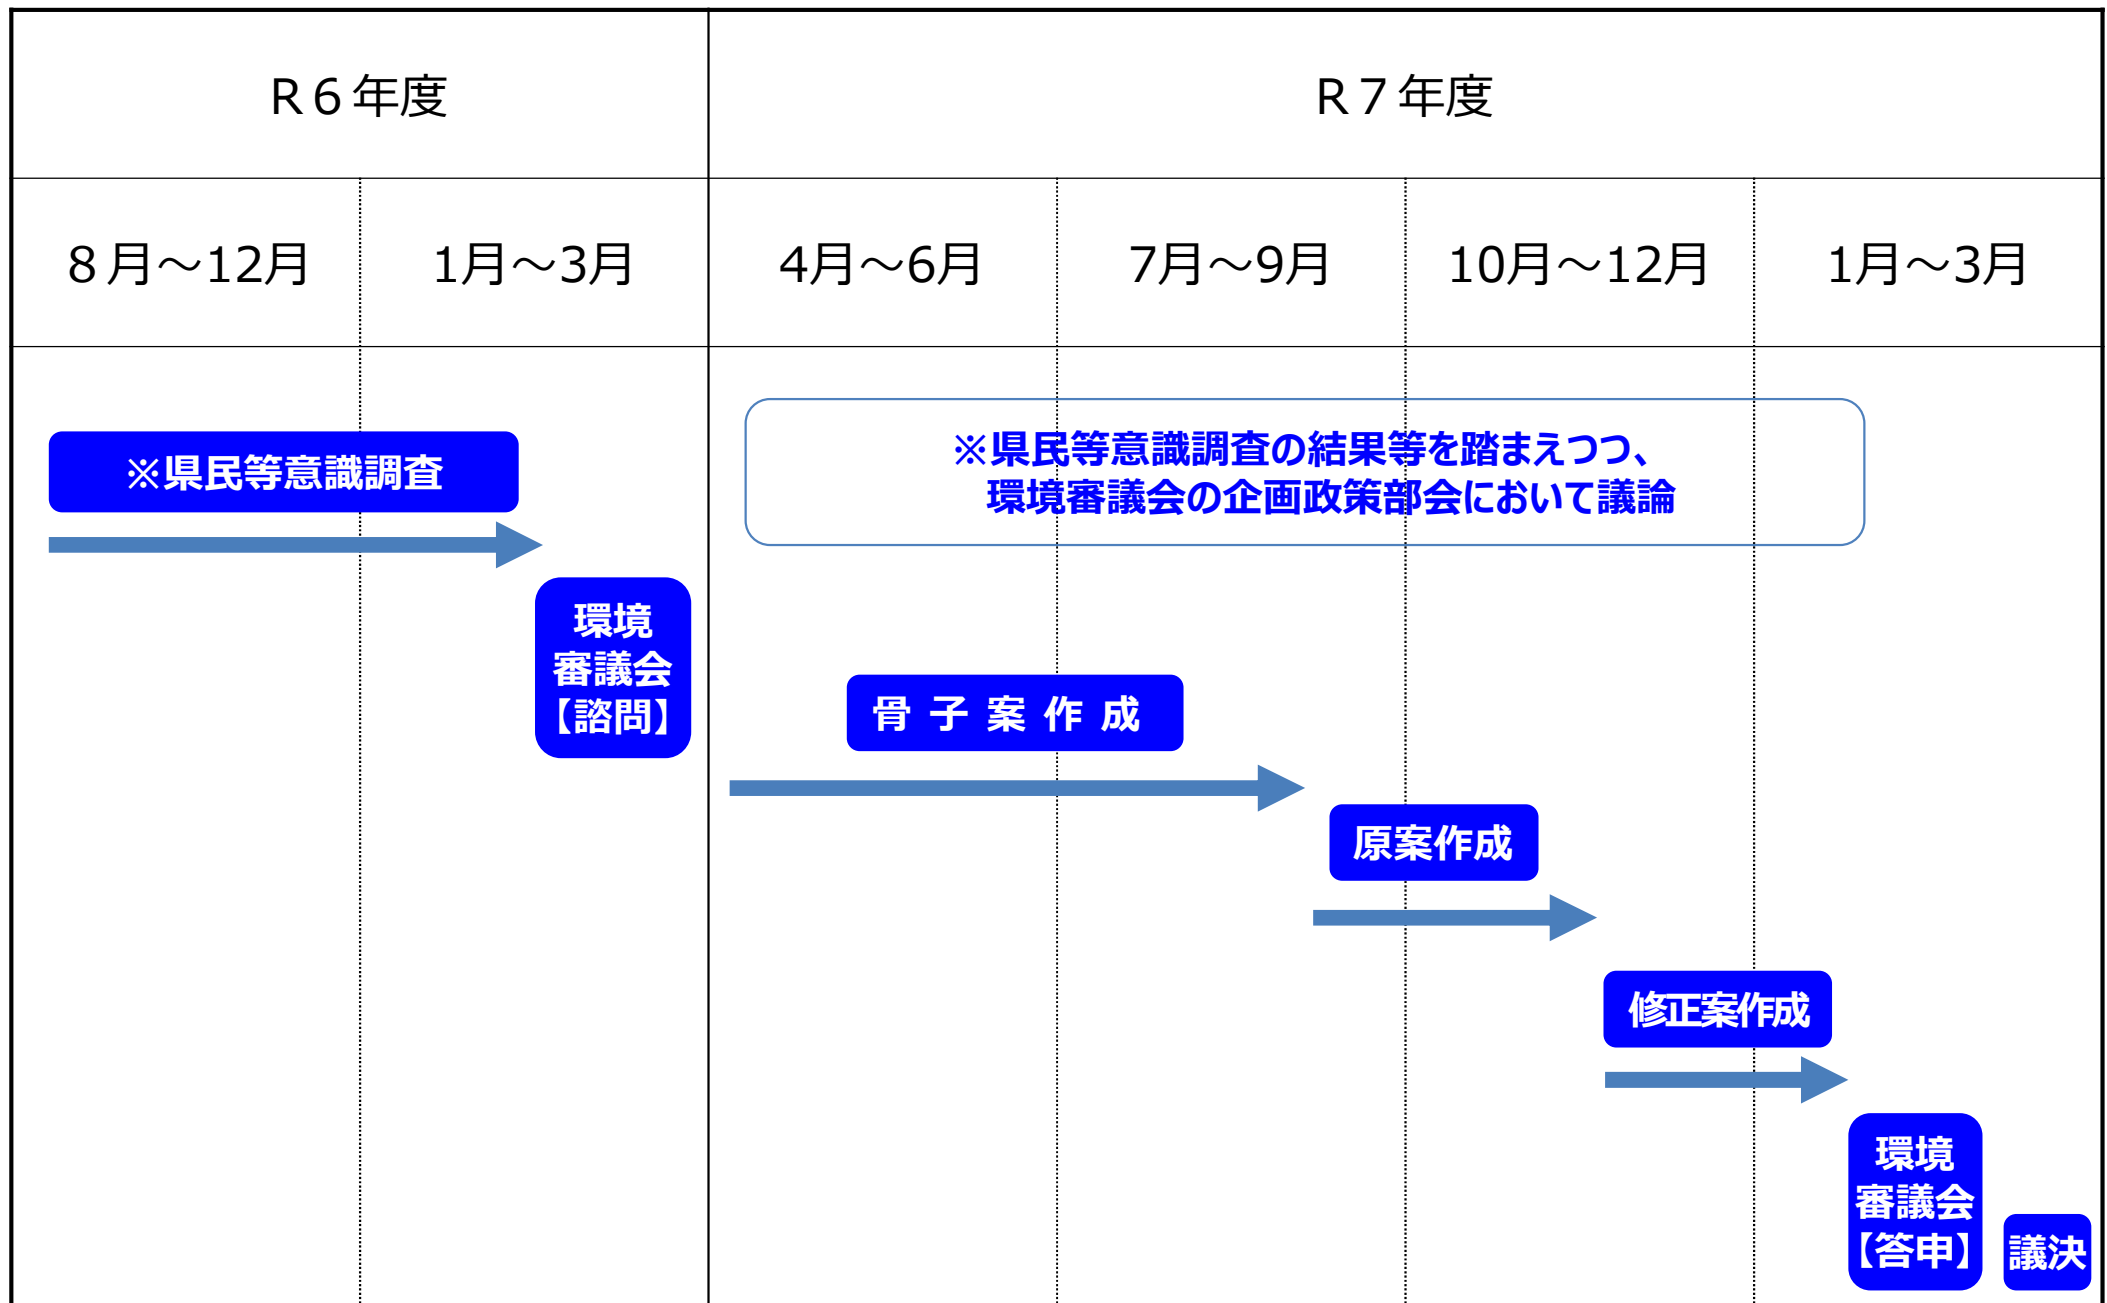 R６年度
R７年度
８月～12月
1月～3月
4月～6月
7月～9月
10月～12月
1月～3月
※県民等意識調査
※県民等意識調査の結果等を踏まえつつ、
環境審議会の企画政策部会において議論
環境
審議会
【諮問】
骨 子 案 作 成
原案作成
修正案作成
環境
審議会
【答申】
議決